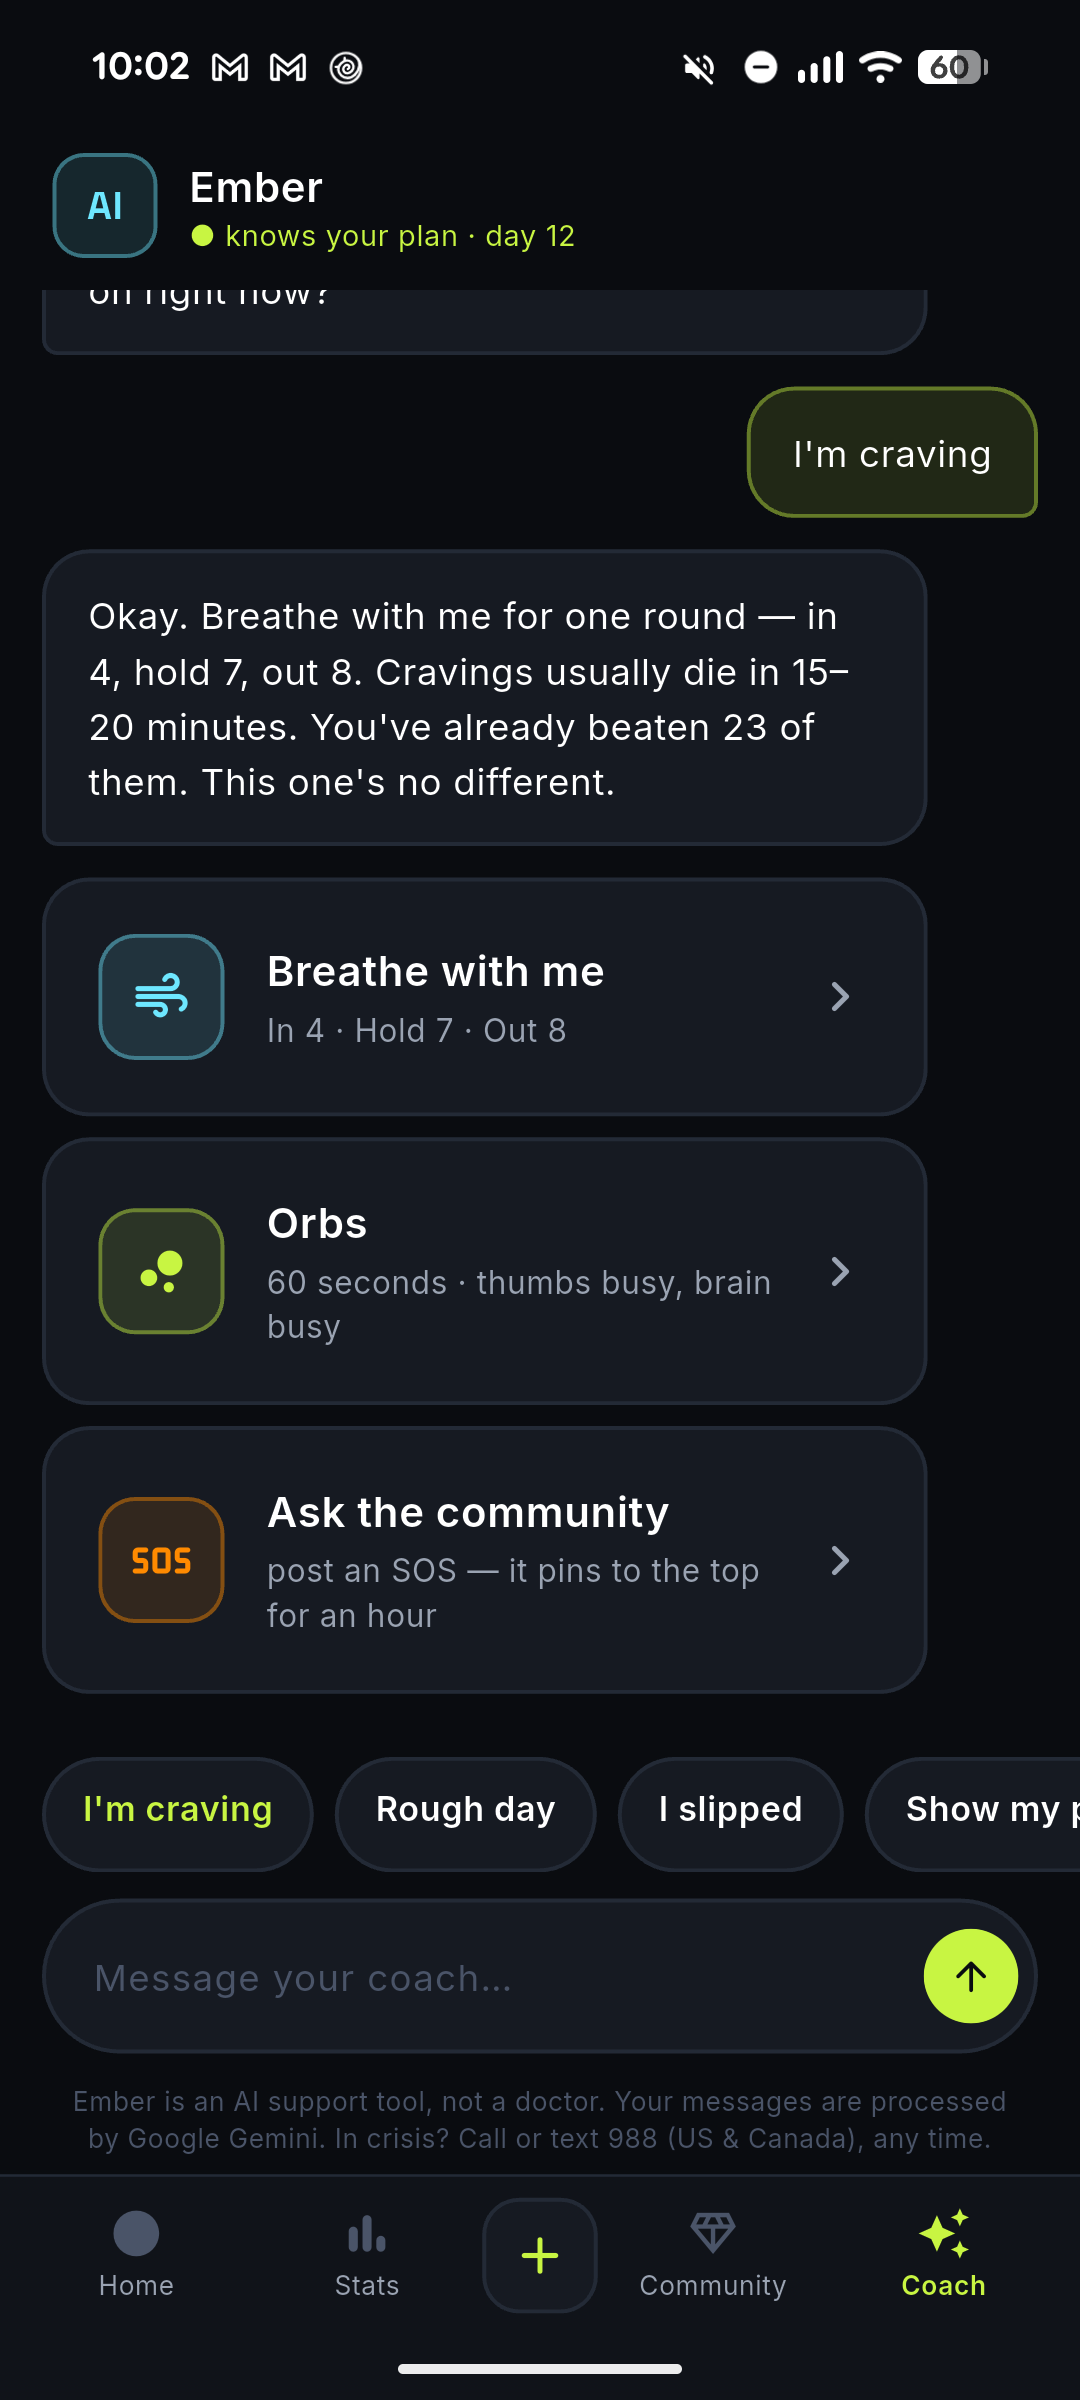 10:02
60
AI
Ember
knows your plan · day 12
on right now?
I'm craving
Okay. Breathe with me for one round — in
4, hold 7, out 8. Cravings usually die in 15–
20 minutes. You've already beaten 23 of
them. This one's no different.
Breathe with me
In 4 · Hold 7 · Out 8
Orbs
60 seconds · thumbs busy, brain
busy
SOS
Ask the community
post an SOS — it pins to the top
for an hour
I'm craving
Rough day
I slipped
Show my
Message your coach...
Ember is an AI support tool, not a doctor. Your messages are processed
by Google Gemini. In crisis? Call or text 988 (US & Canada), any time.
Home
Stats
Community
Coach